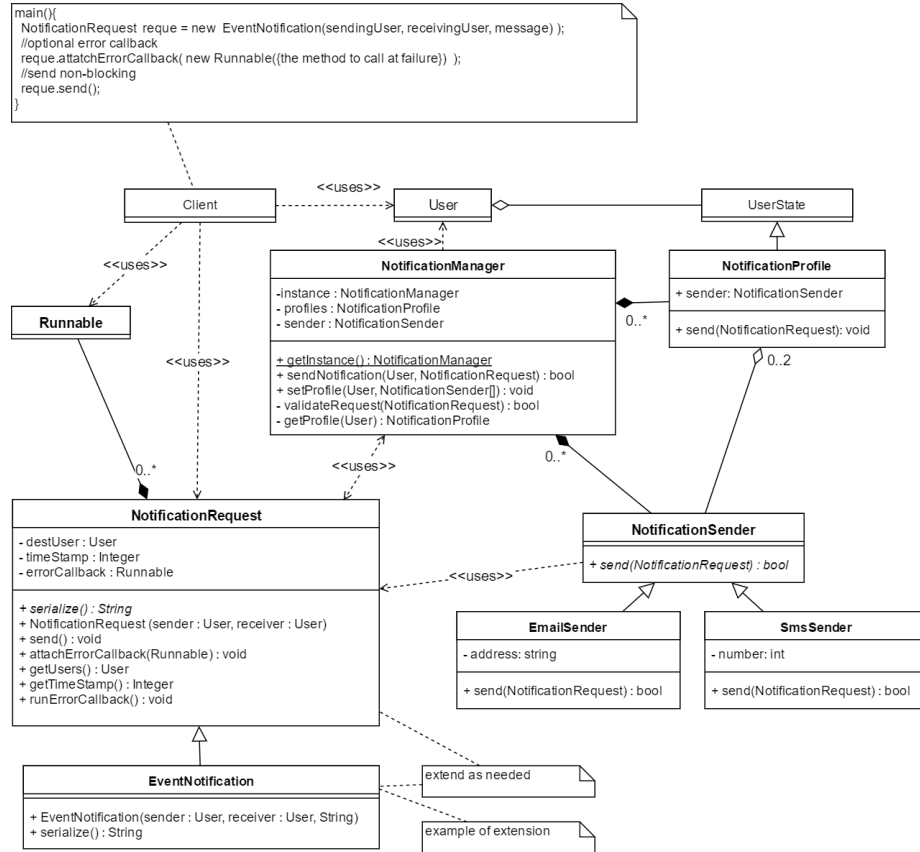 main(){
NotificationRequest reque = new EventNotification(sendingUser, receivingUser, message) );
//optional error callback
reque.attatchErrorCallback( new Runnable({the method to call at failure}) );
//send non-blocking
reque.send();
}
<<uses>>
Client
User
UserState
<<uses>>
<<uses>>
NotificationManager
NotificationProfile
-instance : NotificationManager
- profiles : NotificationProfile
- sender : NotificationSender
+ sender: NotificationSender
0..*
+ send(NotificationRequest): void
Runnable
<<uses>>
+ getInstance() : NotificationManager
+ sendNotification(User, NotificationRequest) : bool
+ setProfile(User, NotificationSender[]) : void
- validateRequest(NotificationRequest) : bool
- getProfile(User) : NotificationProfile
0..2
0..*
<<uses>>
0..*
NotificationRequest
- destUser : User
- timeStamp : Integer
- errorCallback : Runnable
NotificationSender
+ send(NotificationRequest) : bool
<<uses>>
+ serialize() : String
+ NotificationRequest (sender : User, receiver : User)
+ send() : void
+ attachErrorCallback(Runnable) : void
+ getUsers() : User
+ getTimeStamp() : Integer
+ runErrorCallback() : void
EmailSender
- address: string
+ send(NotificationRequest) : bool
SmsSender
- number: int
+ send(NotificationRequest) : bool
EventNotification
+ EventNotification(sender : User, receiver : User, String)
+ serialize() : String
extend as needed
example of extension